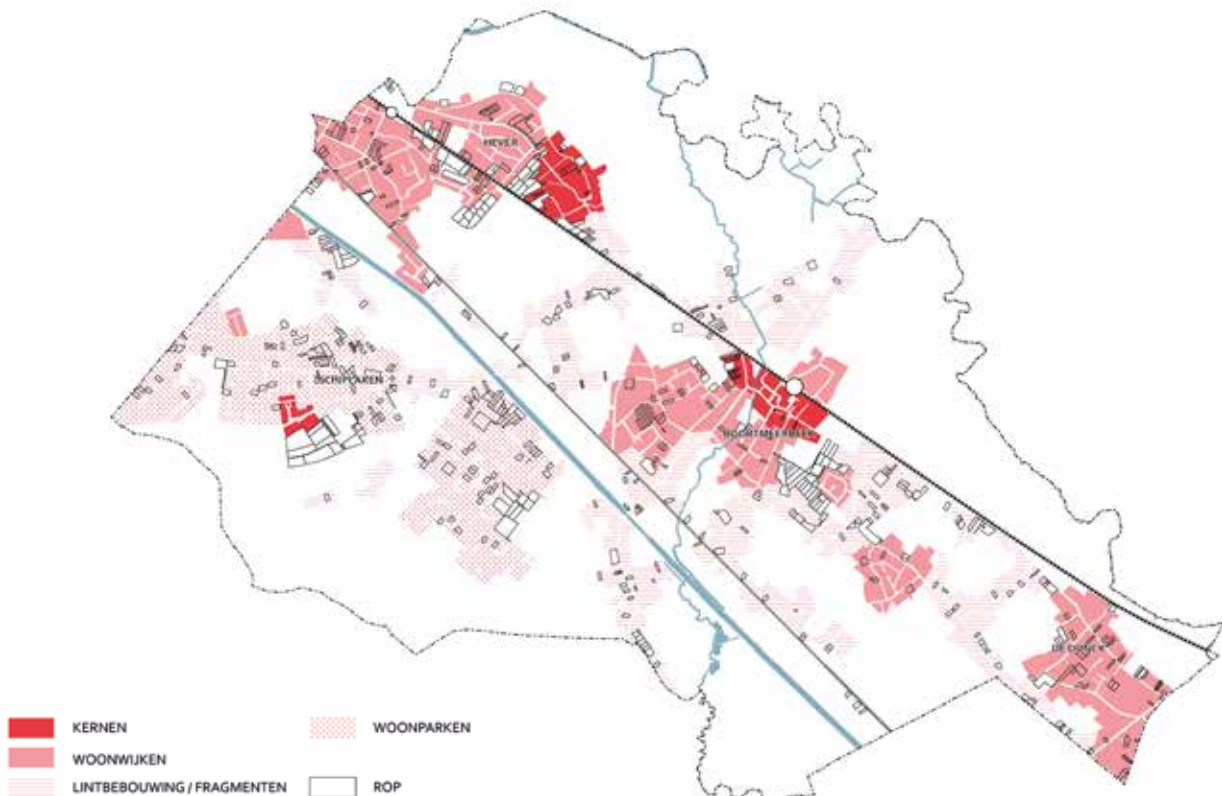 HEVER
SCHIPLAKEN
BOORTMEERBEEK
KERNEN
WOONPARKEN
WOONWIJKEN
LINTBEBOUWING / FRAGMENTEN
ROP